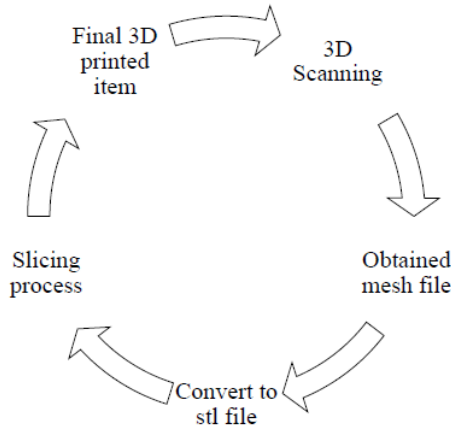 Final 3D
printed
item
3D
Scanning
Obtained
mesh file
Convert to
stl file
Slicing
process